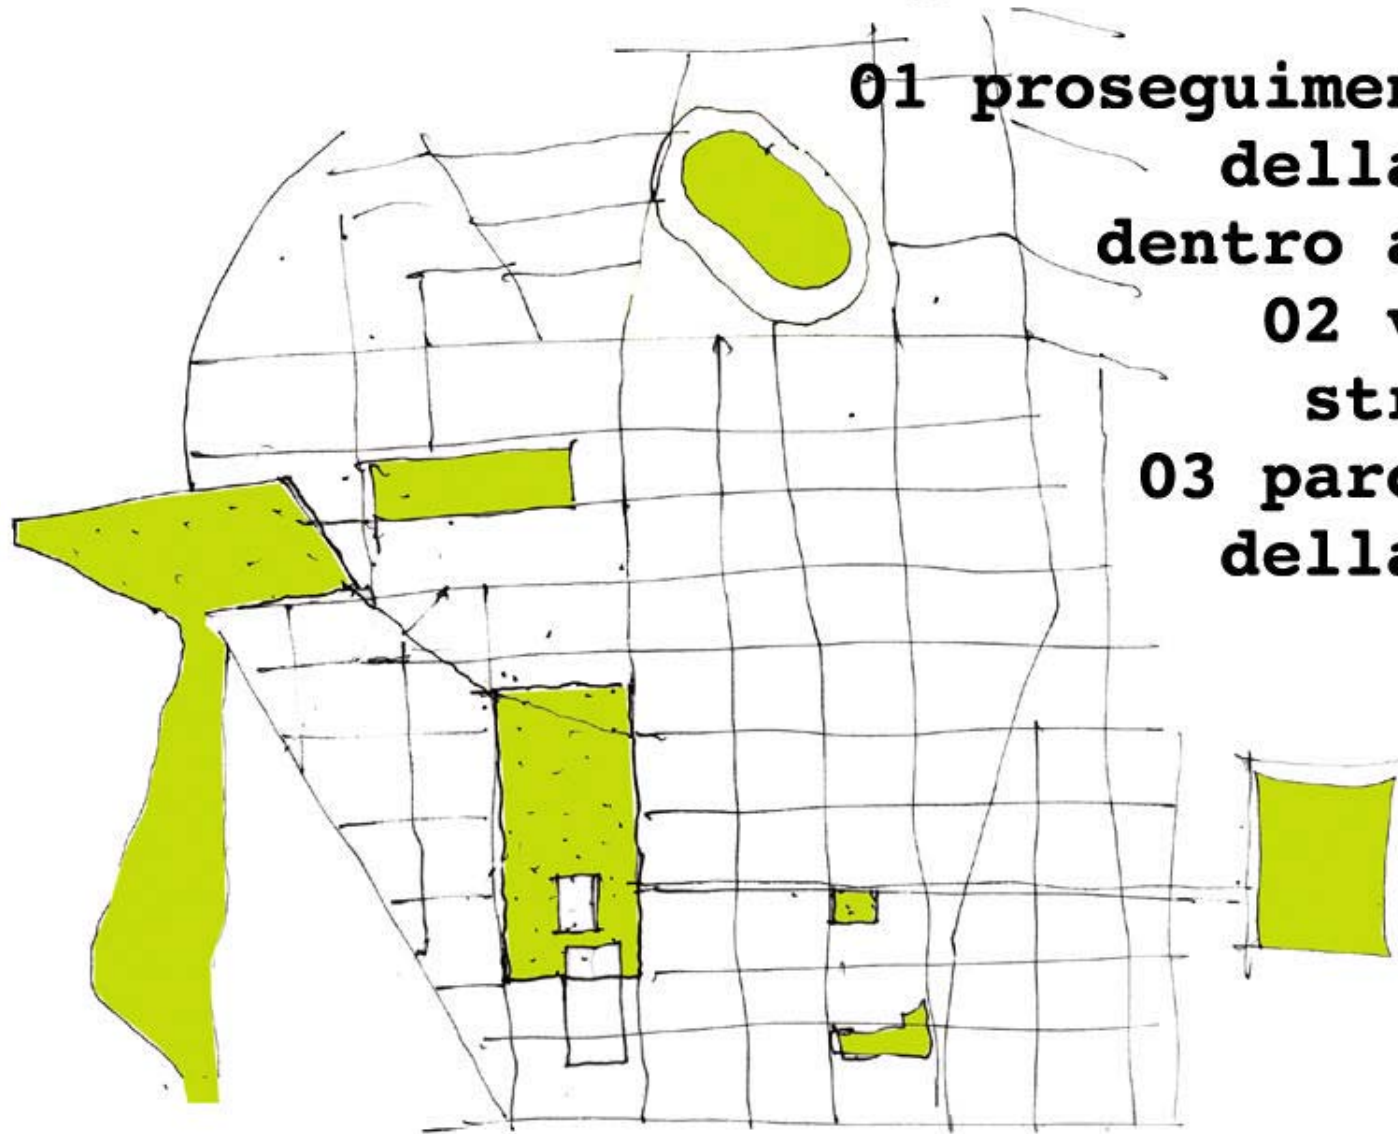 01 proseguimen
della
dentro a
02 v
str
03 parc
della